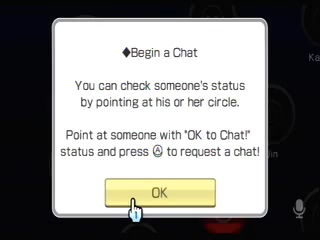 ♦Begin a Chat
You can check someone's status
by pointing at his or her circle.
Point at someone with "OK to Chat!"
status and press Ⓐ to request a chat!
OK